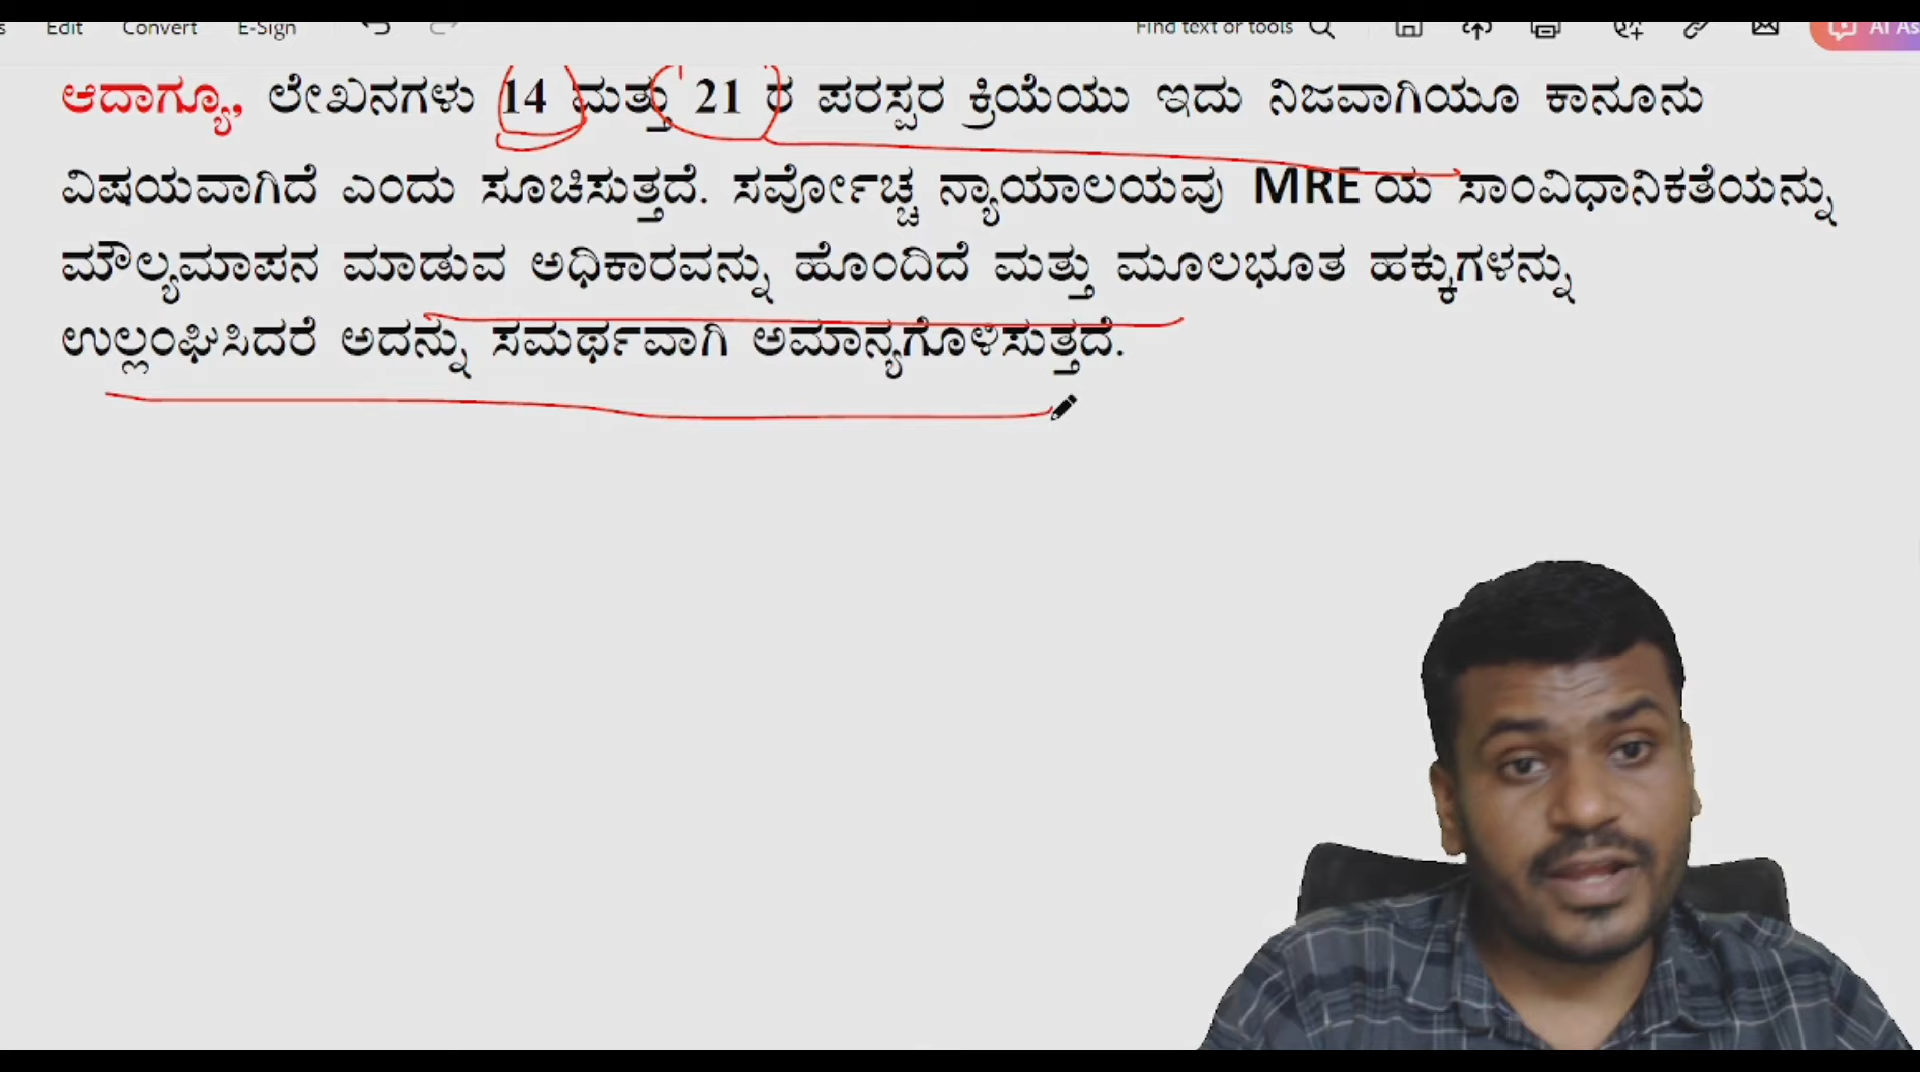 Edit Convert E-Sign Find text or tools AI As
ಆದಾಗ್ಯೂ, ಲೇಖನಗಳು 14 ಮತ್ತು 21 ರ ಪರಸ್ಪರ ಕ್ರಿಯೆಯು ಇದು ನಿಜವಾಗಿಯೂ ಕಾನೂನು
ವಿಷಯವಾಗಿದೆ ಎಂದು ಸೂಚಿಸುತ್ತದೆ. ಸರ್ವೋಚ್ಚ ನ್ಯಾಯಾಲಯವು MRE ಯ ಸಾಂವಿಧಾನಿಕತೆಯನ್ನು
ಮೌಲ್ಯಮಾಪನ ಮಾಡುವ ಅಧಿಕಾರವನ್ನು ಹೊಂದಿದೆ ಮತ್ತು ಮೂಲಭೂತ ಹಕ್ಕುಗಳನ್ನು
ಉಲ್ಲಂಘಿಸಿದರೆ ಅದನ್ನು ಸಮರ್ಥವಾಗಿ ಅಮಾನ್ಯಗೊಳಿಸುತ್ತದೆ.